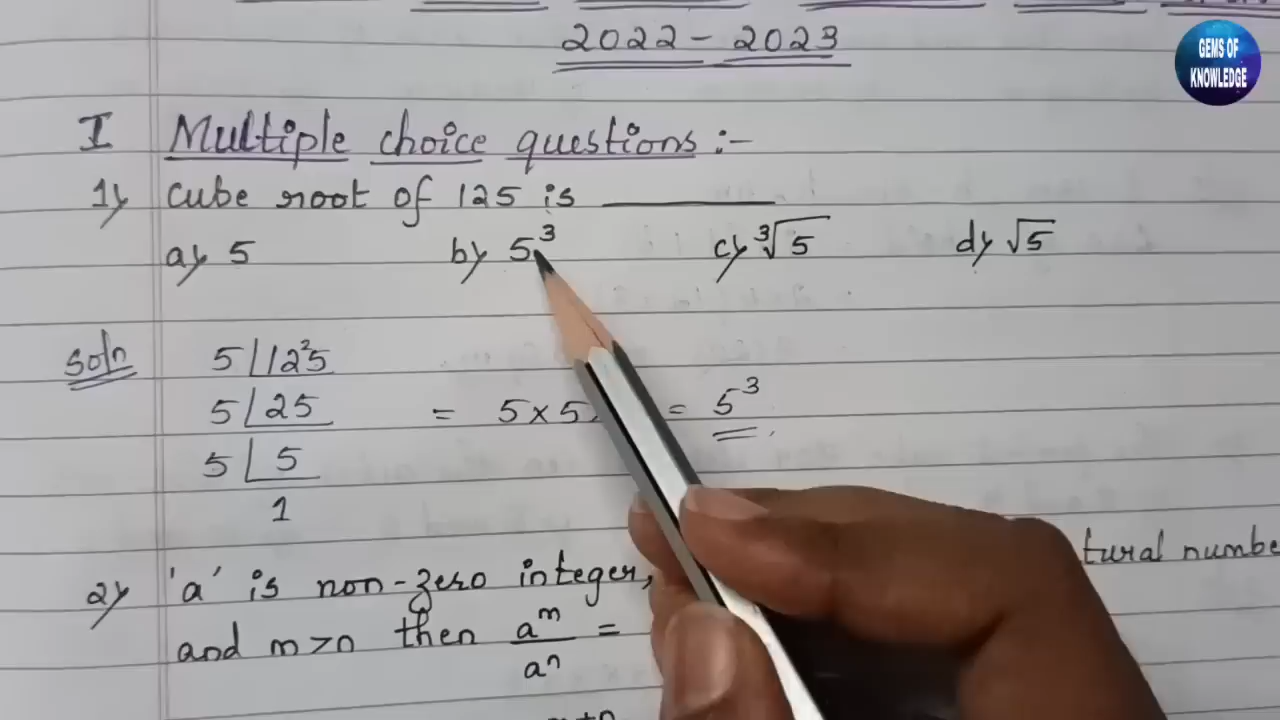 GEMS OF
KNOWLEDGE
2022 - 2023
I Multiple choice questions :-
1) cube root of 125 is ________
a) 5 b) 5³ c) ³√5 d) √5
Soln 5 | 125
5 | 25 = 5 × 5 = 5³
5 | 5
1
2) 'a' is non-zero integer, tural numbe
and m > n then aᵐ/aⁿ =